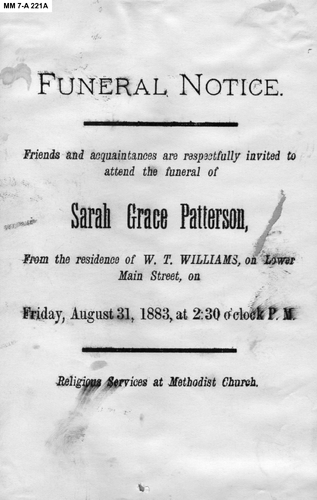 MM 7-A 221A
FUNERAL NOTICE.
Friends and acquaintances are respectfully invited to
attend the funeral of
Sarah Grace Patterson,
From the residence of W. T. WILLIAMS, on Lower
Main Street, on
Friday, August 31, 1883, at 2:30 o'clock P. M.
Religious Services at Methodist Church.